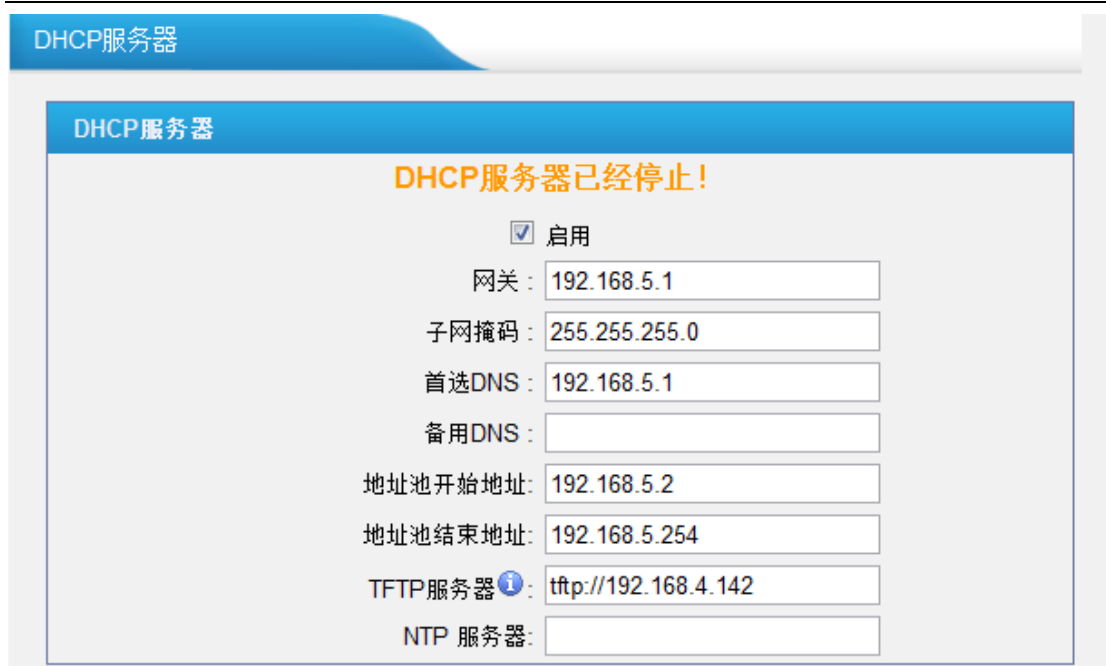 DHCP服务器
DHCP服务器
DHCP服务器已经停止!
启用
网关 : 192.168.5.1
子网掩码 : 255.255.255.0
首选DNS : 192.168.5.1
备用DNS :
地址池开始地址: 192.168.5.2
地址池结束地址: 192.168.5.254
TFTP服务器 : tftp://192.168.4.142
NTP 服务器: